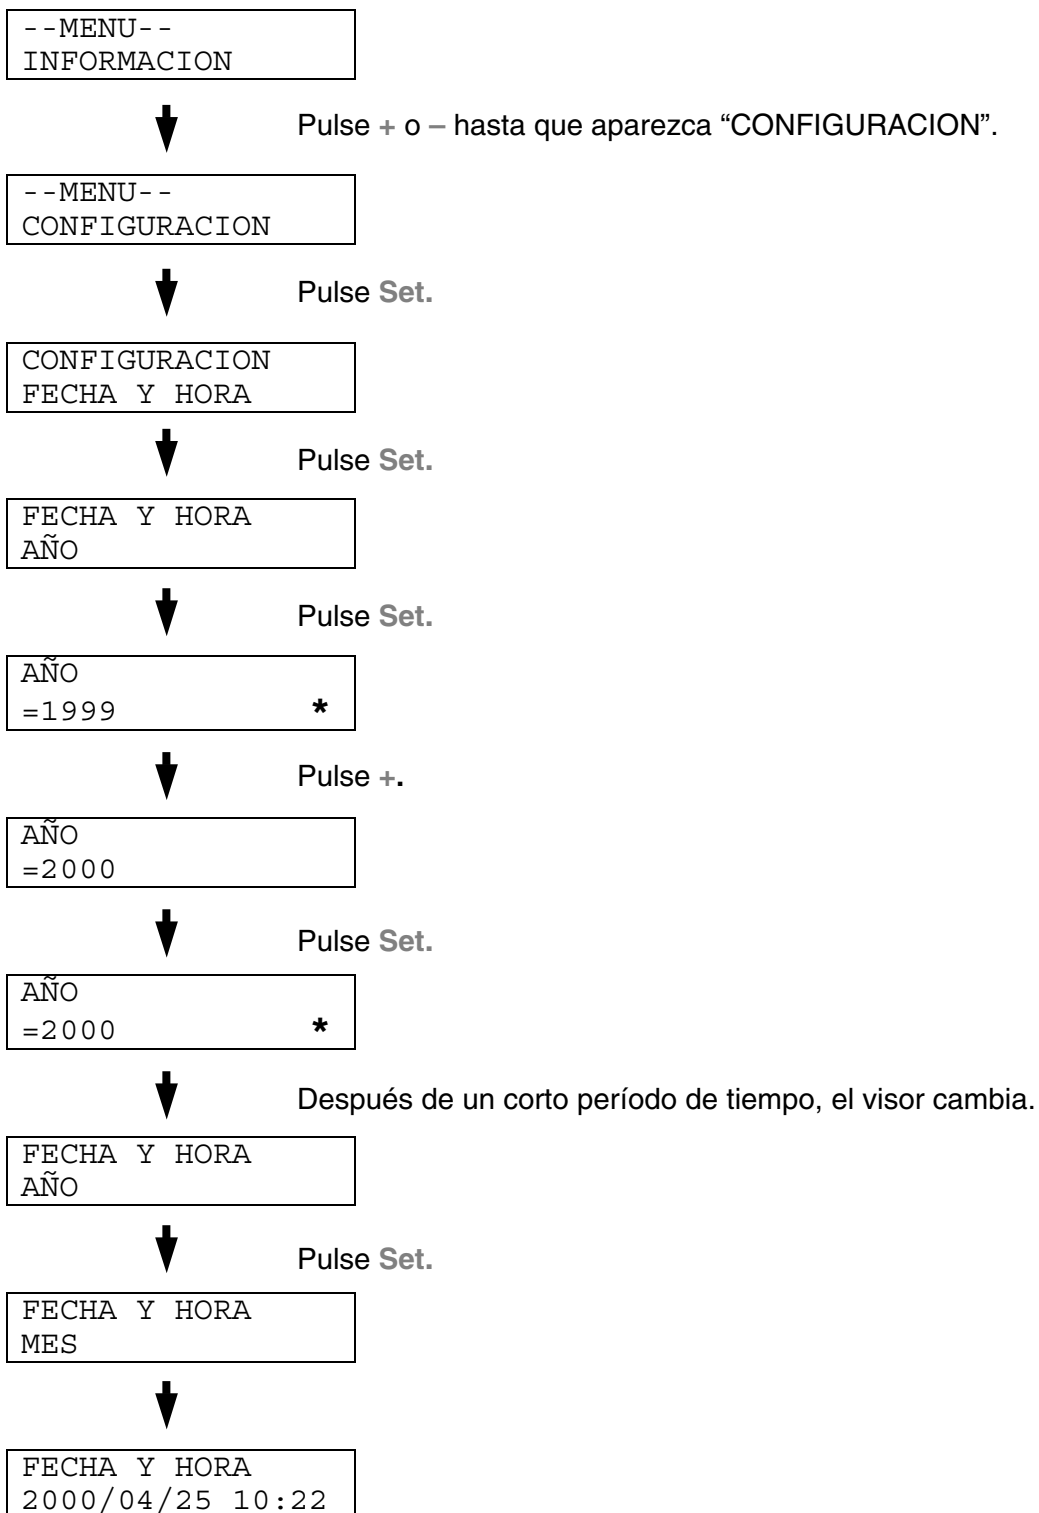 --MENU--
INFORMACION
Pulse + o – hasta que aparezca “CONFIGURACION”.
--MENU--
CONFIGURACION
Pulse Set.
CONFIGURACION
FECHA Y HORA
Pulse Set.
FECHA Y HORA
AÑO
Pulse Set.
AÑO
=1999 *
Pulse +.
AÑO
=2000
Pulse Set.
AÑO
=2000 *
Después de un corto período de tiempo, el visor cambia.
FECHA Y HORA
AÑO
Pulse Set.
FECHA Y HORA
MES
FECHA Y HORA
2000/04/25 10:22